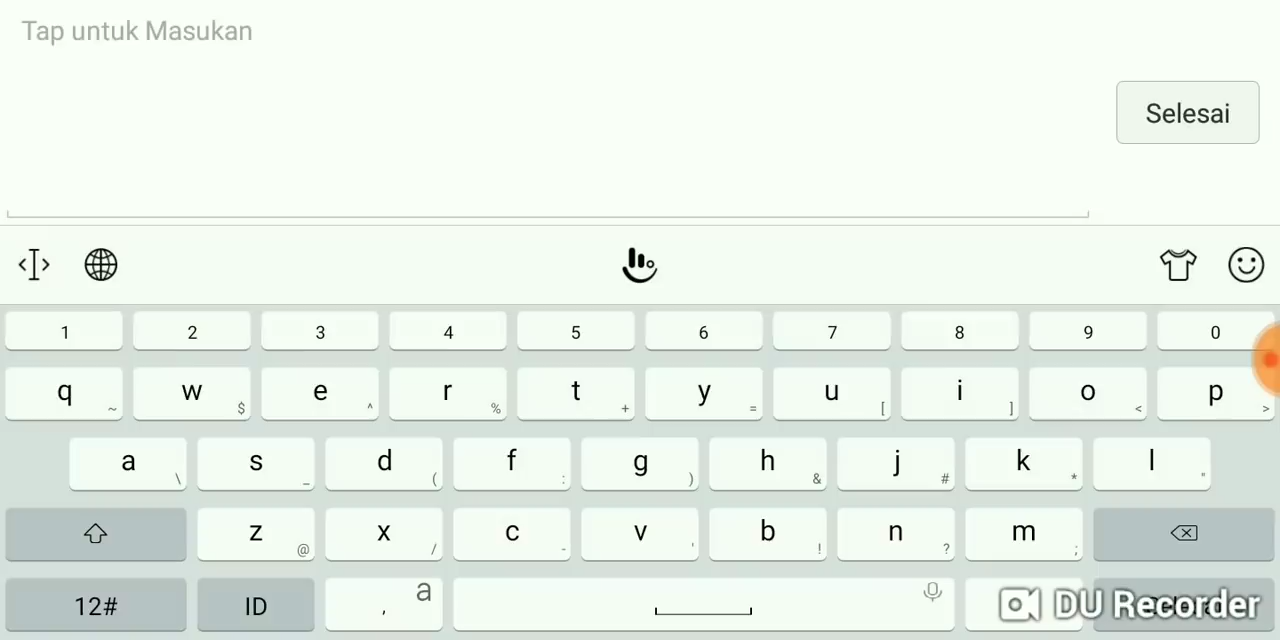 Tap untuk Masukan
Selesai
1 2 3 4 5 6 7 8 9 0
q ~ w $ e ^ r % t + y = u [ i ] o < p >
a \ s _ d ( f : g ) h & j # k * l "
z @ x / c - v ' b ! n ? m ;
12# ID , a
DU Recorder